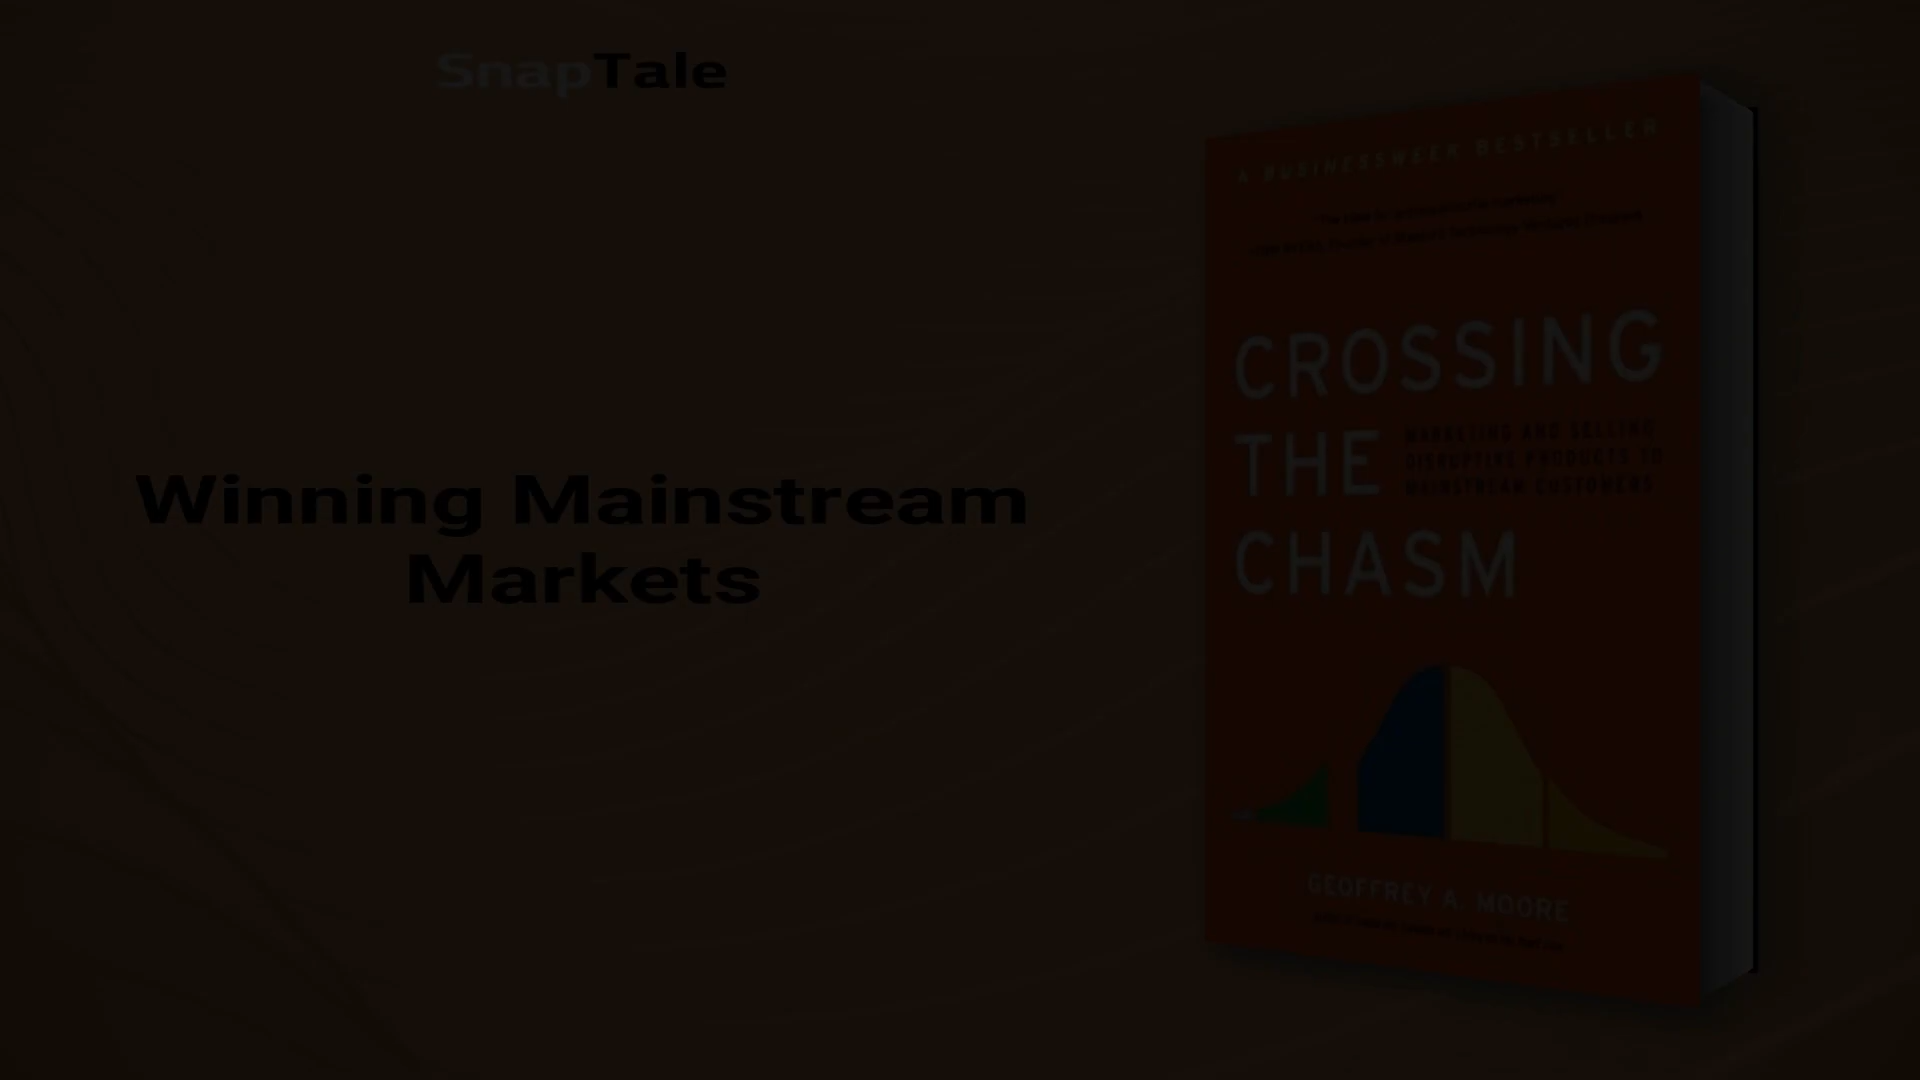 SnapTale
Winning Mainstream
Markets
A BUSINESSWEEK BESTSELLER
CROSSING
THE
MARKETING AND SELLING
DISRUPTIVE PRODUCTS TO
MAINSTREAM CUSTOMERS
CHASM
GEOFFREY A. MOORE